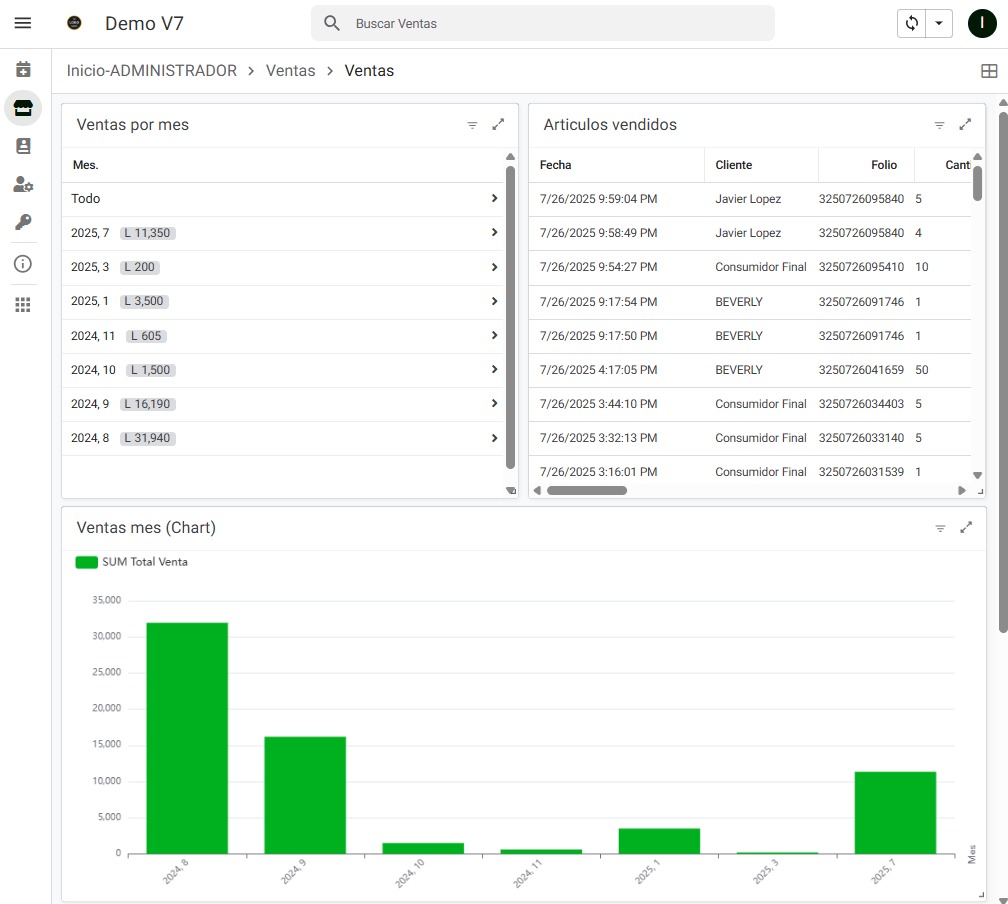 Demo V7
Buscar Ventas
I
Inicio-ADMINISTRADOR > Ventas > Ventas
Ventas por mes
Mes.
Todo
2025, 7 L 11,350
2025, 3 L 200
2025, 1 L 3,500
2024, 11 L 605
2024, 10 L 1,500
2024, 9 L 16,190
2024, 8 L 31,940
Articulos vendidos
Fecha Cliente Folio Canti
7/26/2025 9:59:04 PM Javier Lopez 3250726095840 5
7/26/2025 9:58:49 PM Javier Lopez 3250726095840 4
7/26/2025 9:54:27 PM Consumidor Final 3250726095410 10
7/26/2025 9:17:54 PM BEVERLY 3250726091746 1
7/26/2025 9:17:50 PM BEVERLY 3250726091746 1
7/26/2025 4:17:05 PM BEVERLY 3250726041659 50
7/26/2025 3:44:10 PM Consumidor Final 3250726034403 5
7/26/2025 3:32:13 PM Consumidor Final 3250726033140 5
7/26/2025 3:16:01 PM Consumidor Final 3250726031539 1
Ventas mes (Chart)
SUM Total Venta
35,000
30,000
25,000
20,000
15,000
10,000
5,000
0
2024, 8
2024, 9
2024, 10
2024, 11
2025, 1
2025, 3
2025, 7
Mes